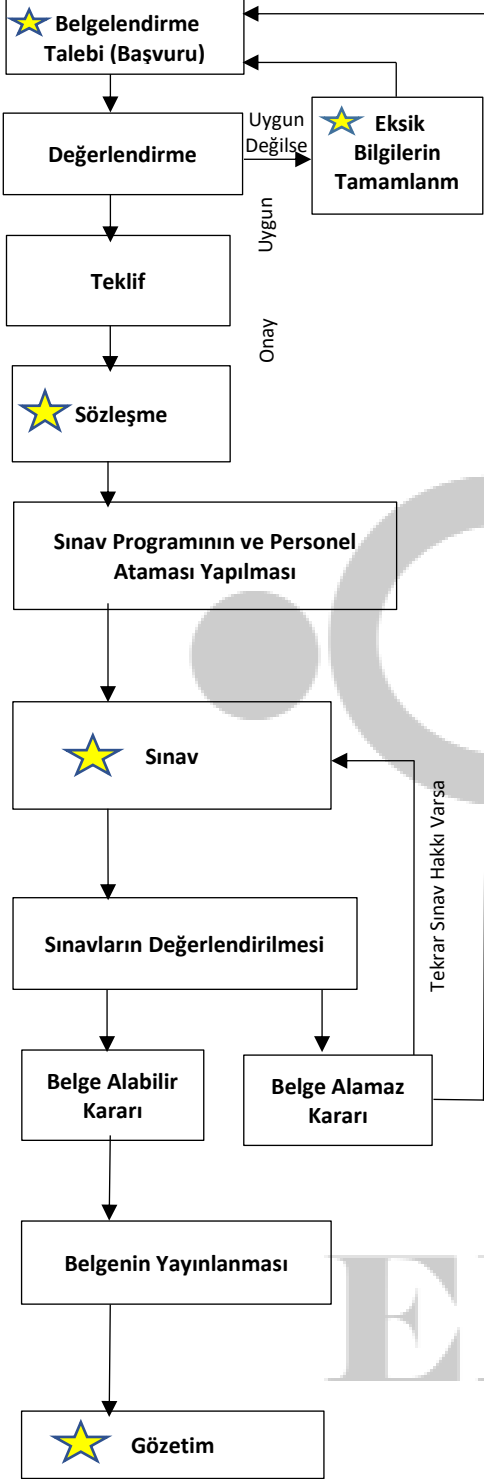 Belgelendirme
Talebi (Başvuru)
Uygun
Değilse
Eksik
Bilgilerin
Tamamlanm
Değerlendirme
Uygun
Teklif
Onay
Sözleşme
Sınav Programının ve Personel
Ataması Yapılması
Sınav
Tekrar Sınav Hakkı Varsa
Sınavların Değerlendirilmesi
Belge Alabilir
Kararı
Belge Alamaz
Kararı
Belgenin Yayınlanması
Gözetim